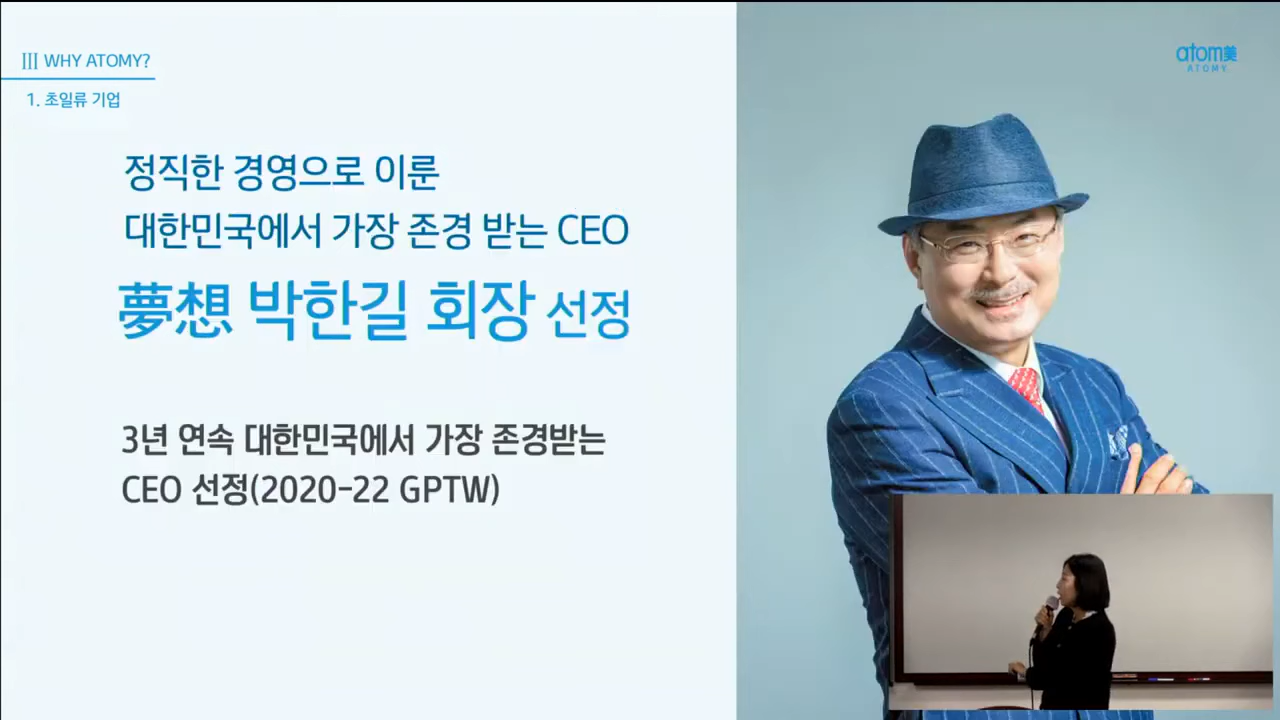 Ⅲ WHY ATOMY?
1. 초일류 기업
atom美
ATOMY
정직한 경영으로 이룬
대한민국에서 가장 존경 받는 CEO
夢想 박한길 회장 선정
3년 연속 대한민국에서 가장 존경받는
CEO 선정(2020-22 GPTW)